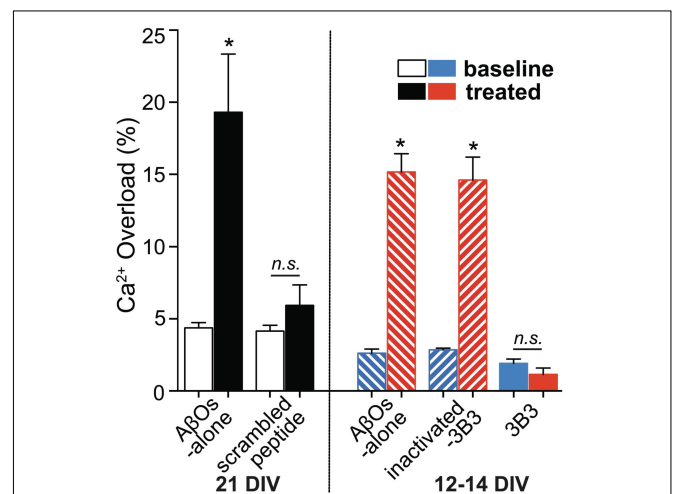 25
20
15
10
5
0
Ca²⁺ Overload (%)
*
n.s.
*
*
n.s.
baseline
treated
AβOs
-alone
scrambled
peptide
AβOs
-alone
inactivated
-3B3
3B3
21 DIV
12-14 DIV